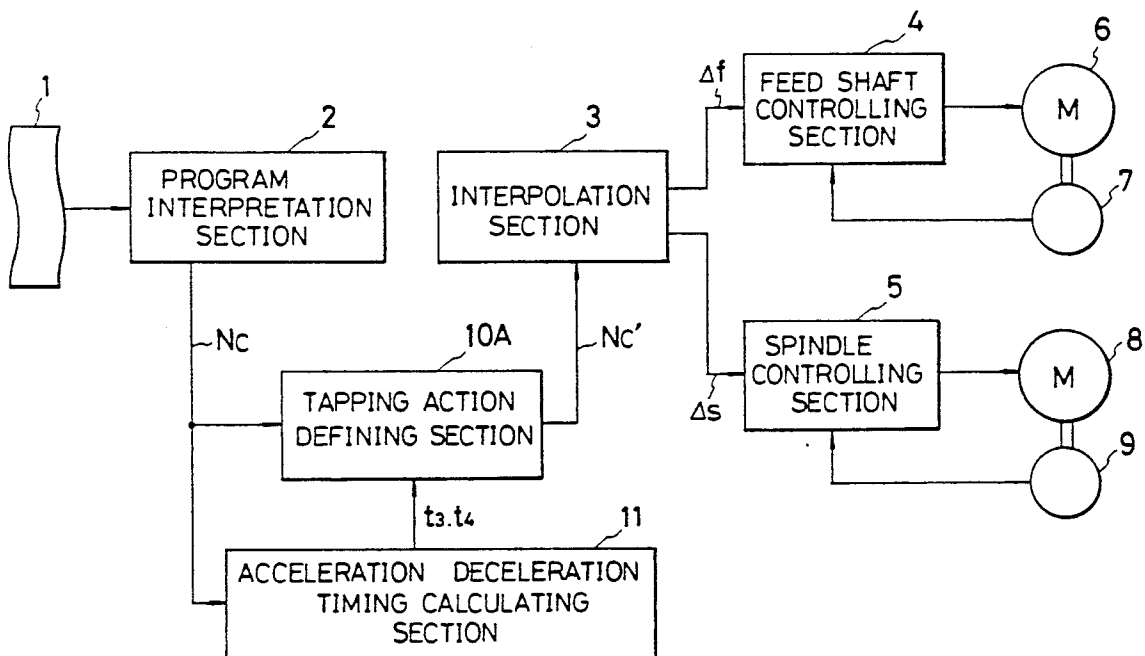 1
2
PROGRAM
INTERPRETATION
SECTION
3
INTERPOLATION
SECTION
Δf
4
FEED SHAFT
CONTROLLING
SECTION
6
M
7
Nc
10A
TAPPING ACTION
DEFINING SECTION
Nc'
Δs
5
SPINDLE
CONTROLLING
SECTION
8
M
9
t3.t4
11
ACCELERATION DECELERATION
TIMING CALCULATING
SECTION